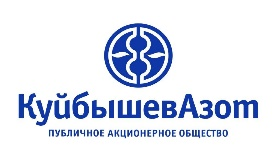 КуйбышевАзот
ПУБЛИЧНОЕ АКЦИОНЕРНОЕ ОБЩЕСТВО